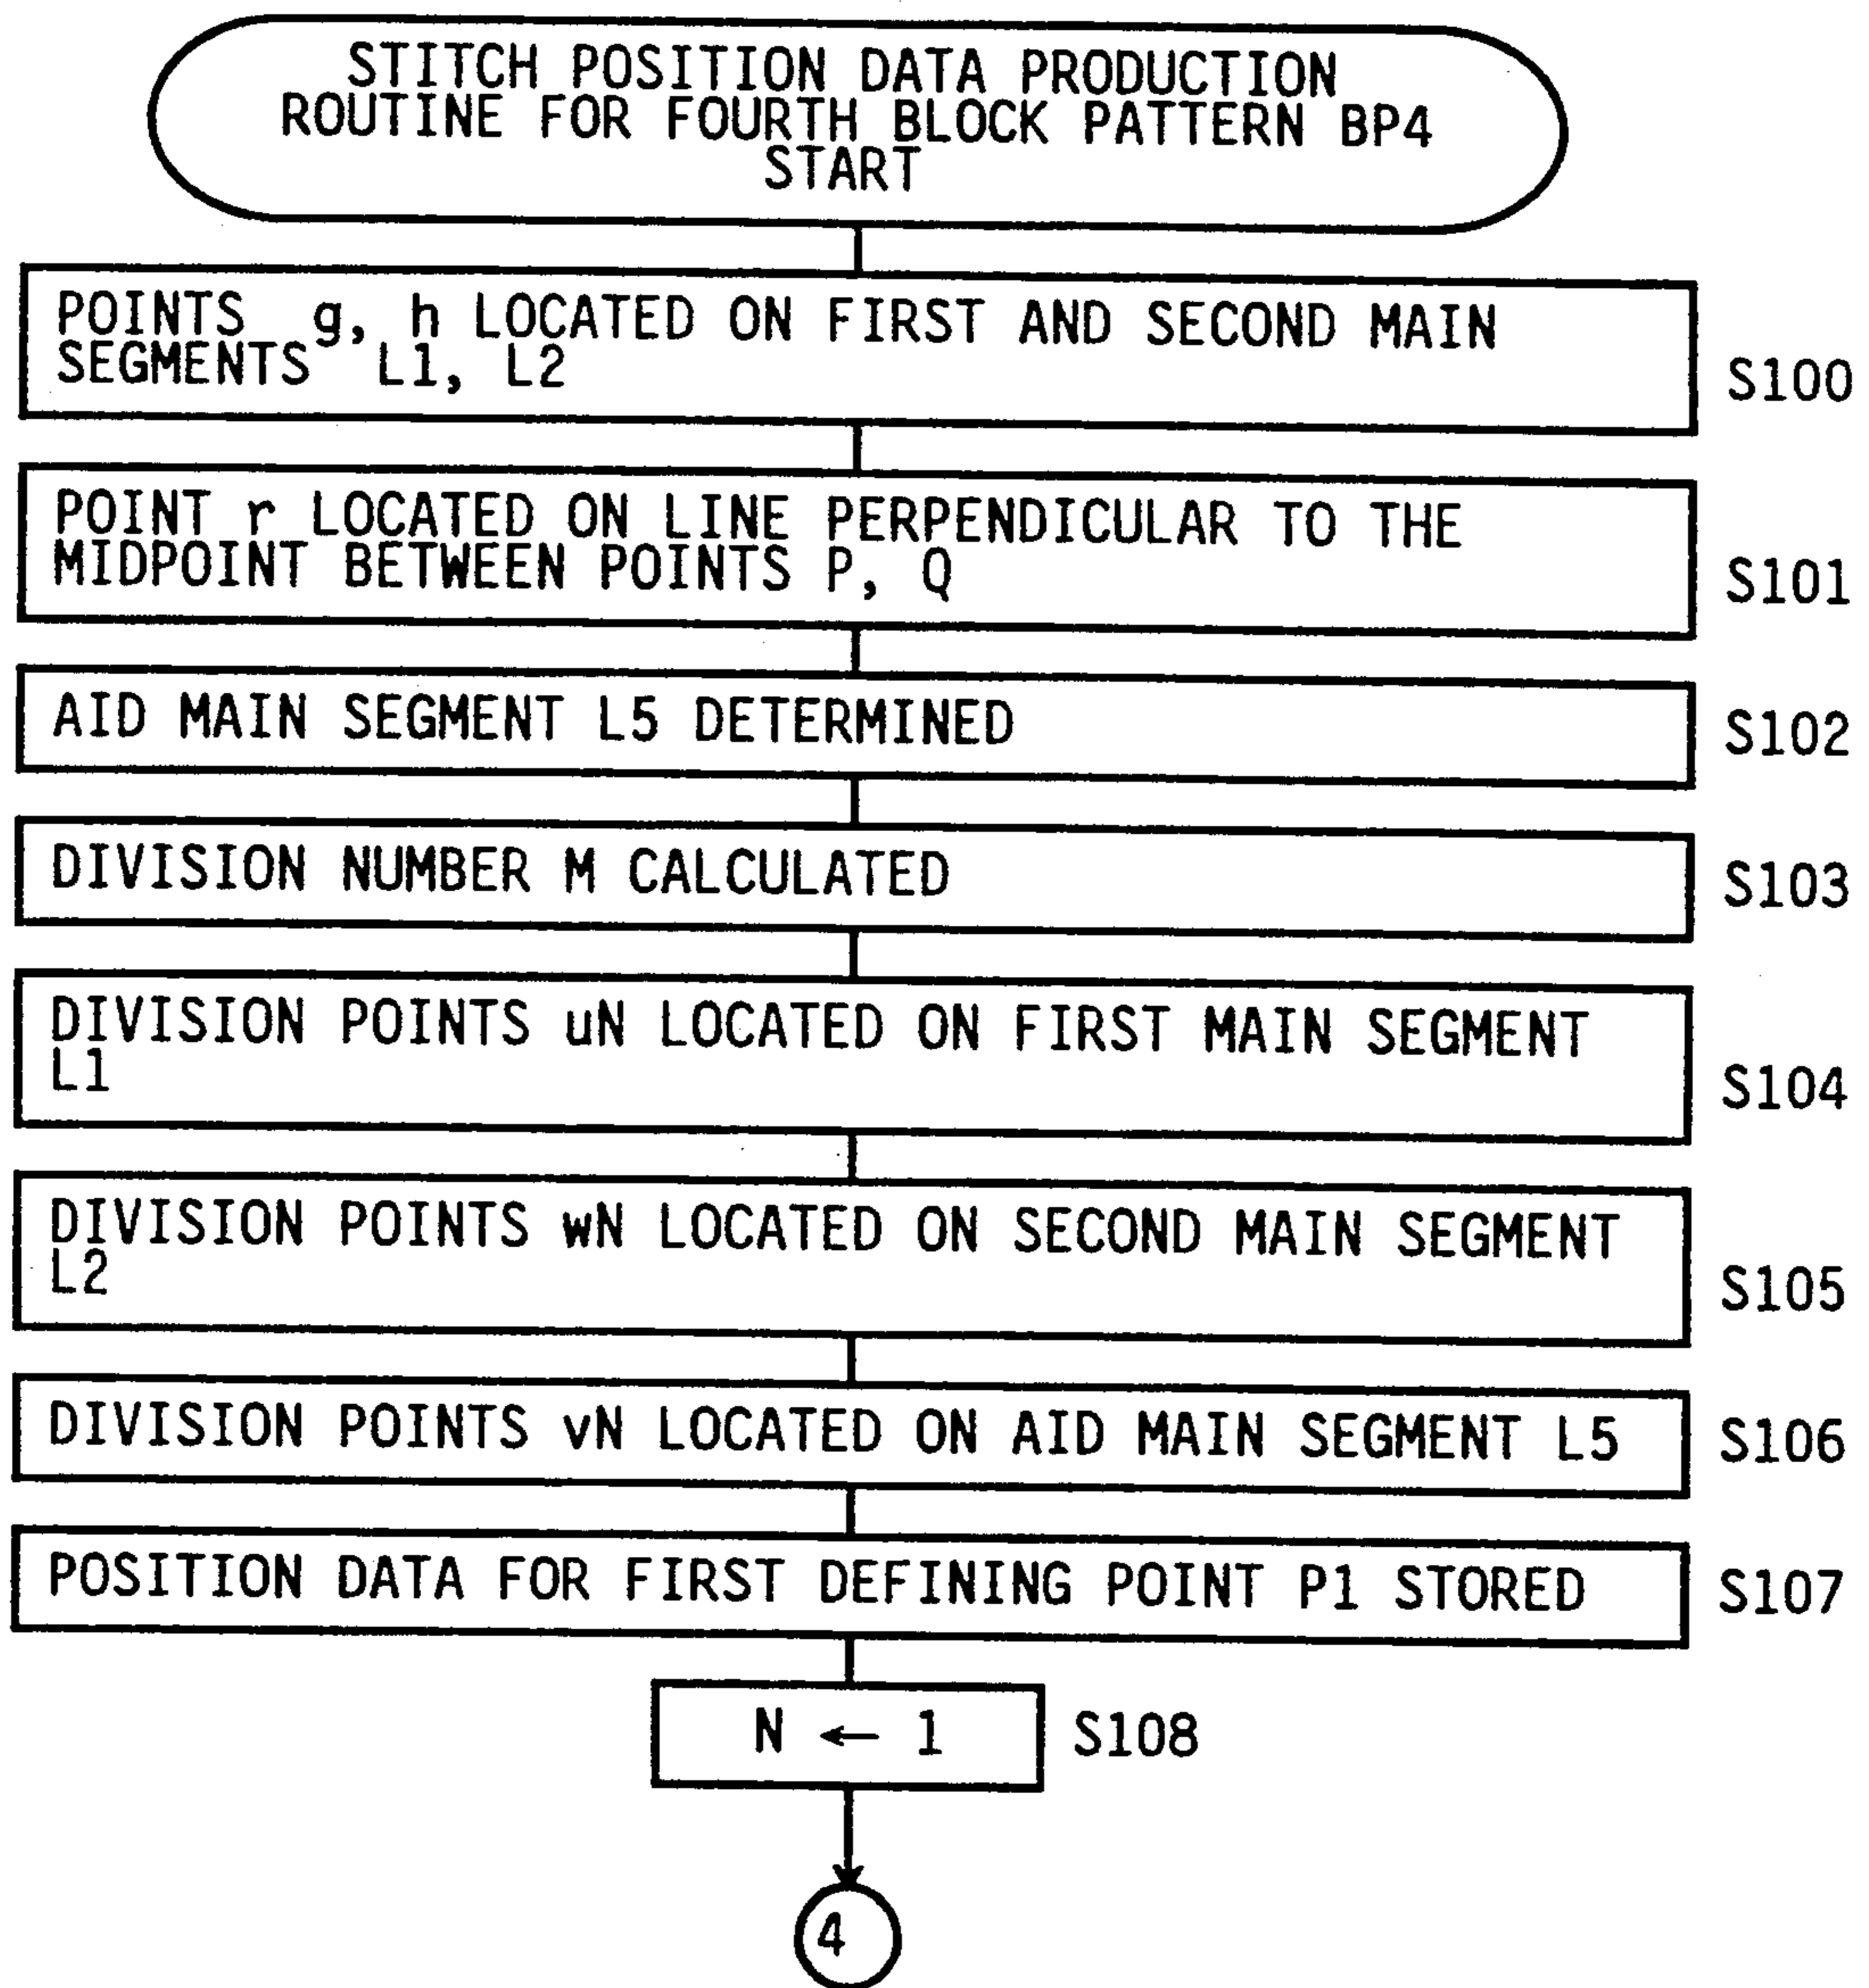 STITCH POSITION DATA PRODUCTION
ROUTINE FOR FOURTH BLOCK PATTERN BP4
START
POINTS g, h LOCATED ON FIRST AND SECOND MAIN
SEGMENTS L1, L2
S100
POINT r LOCATED ON LINE PERPENDICULAR TO THE
MIDPOINT BETWEEN POINTS P, Q
S101
AID MAIN SEGMENT L5 DETERMINED
S102
DIVISION NUMBER M CALCULATED
S103
DIVISION POINTS uN LOCATED ON FIRST MAIN SEGMENT
L1
S104
DIVISION POINTS wN LOCATED ON SECOND MAIN SEGMENT
L2
S105
DIVISION POINTS vN LOCATED ON AID MAIN SEGMENT L5
S106
POSITION DATA FOR FIRST DEFINING POINT P1 STORED
S107
N ← 1
S108
4